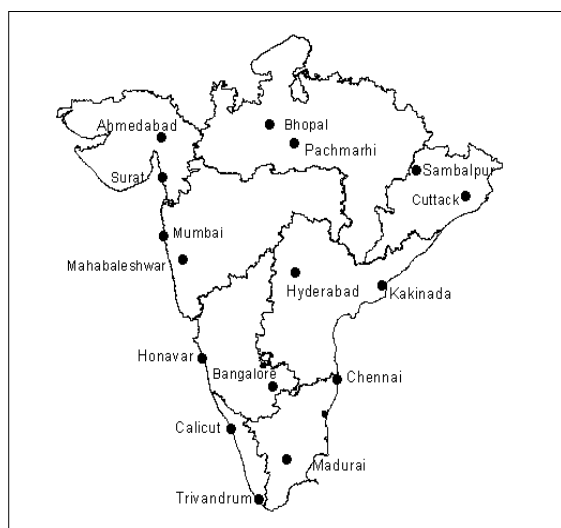 Ahmedabad
Bhopal
Pachmarhi
Surat
Sambalpur
Cuttack
Mumbai
Mahabaleshwar
Hyderabad
Kakinada
Honavar
Bangalore
Chennai
Calicut
Madurai
Trivandrum